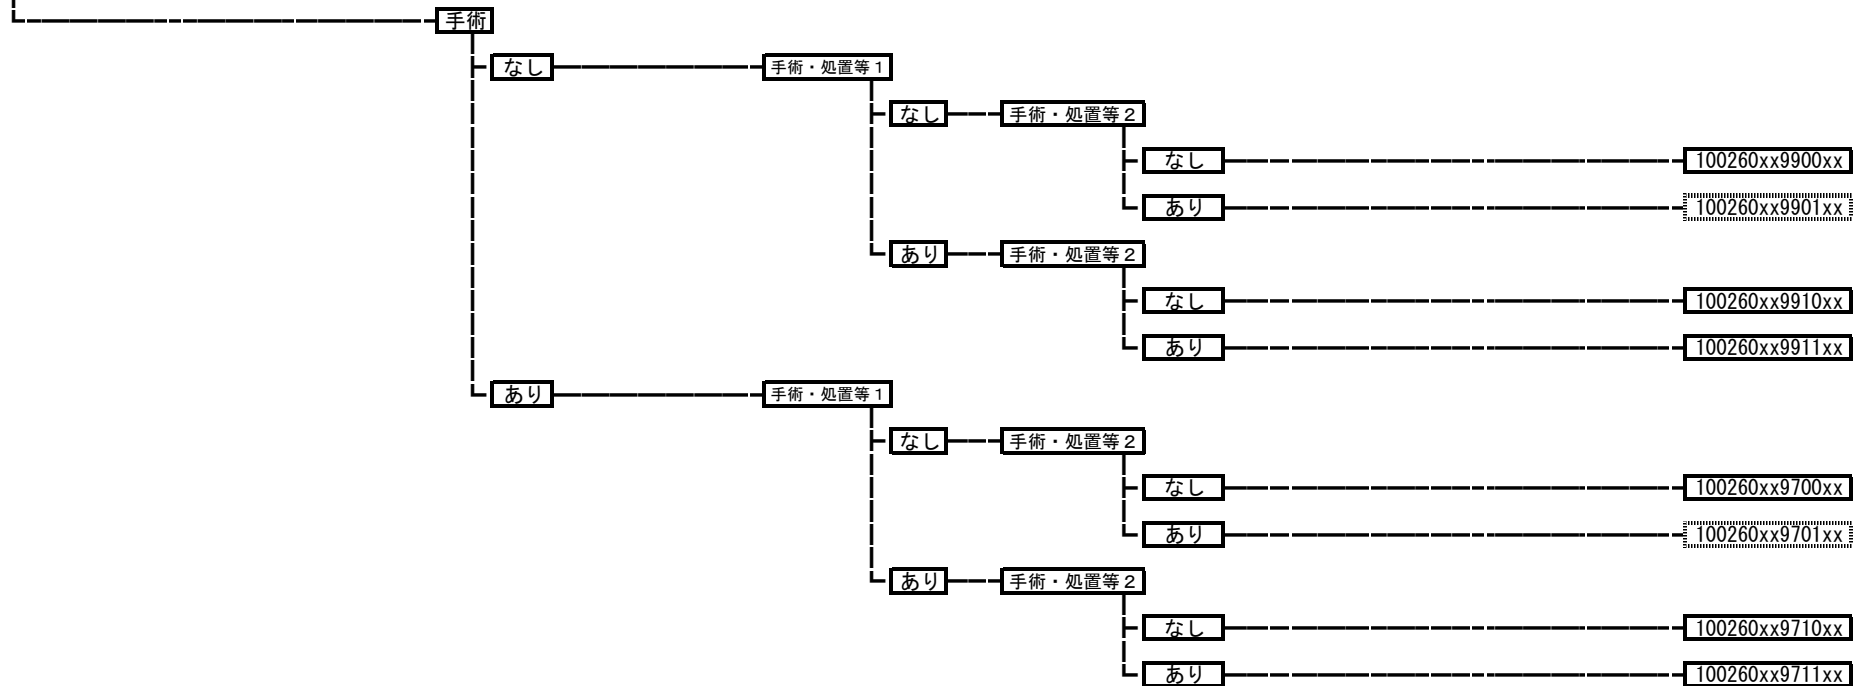 手術
なし 手術・処置等１
なし 手術・処置等２
なし 100260xx9900xx
あり 100260xx9901xx
あり 手術・処置等２
なし 100260xx9910xx
あり 100260xx9911xx
あり 手術・処置等１
なし 手術・処置等２
なし 100260xx9700xx
あり 100260xx9701xx
あり 手術・処置等２
なし 100260xx9710xx
あり 100260xx9711xx